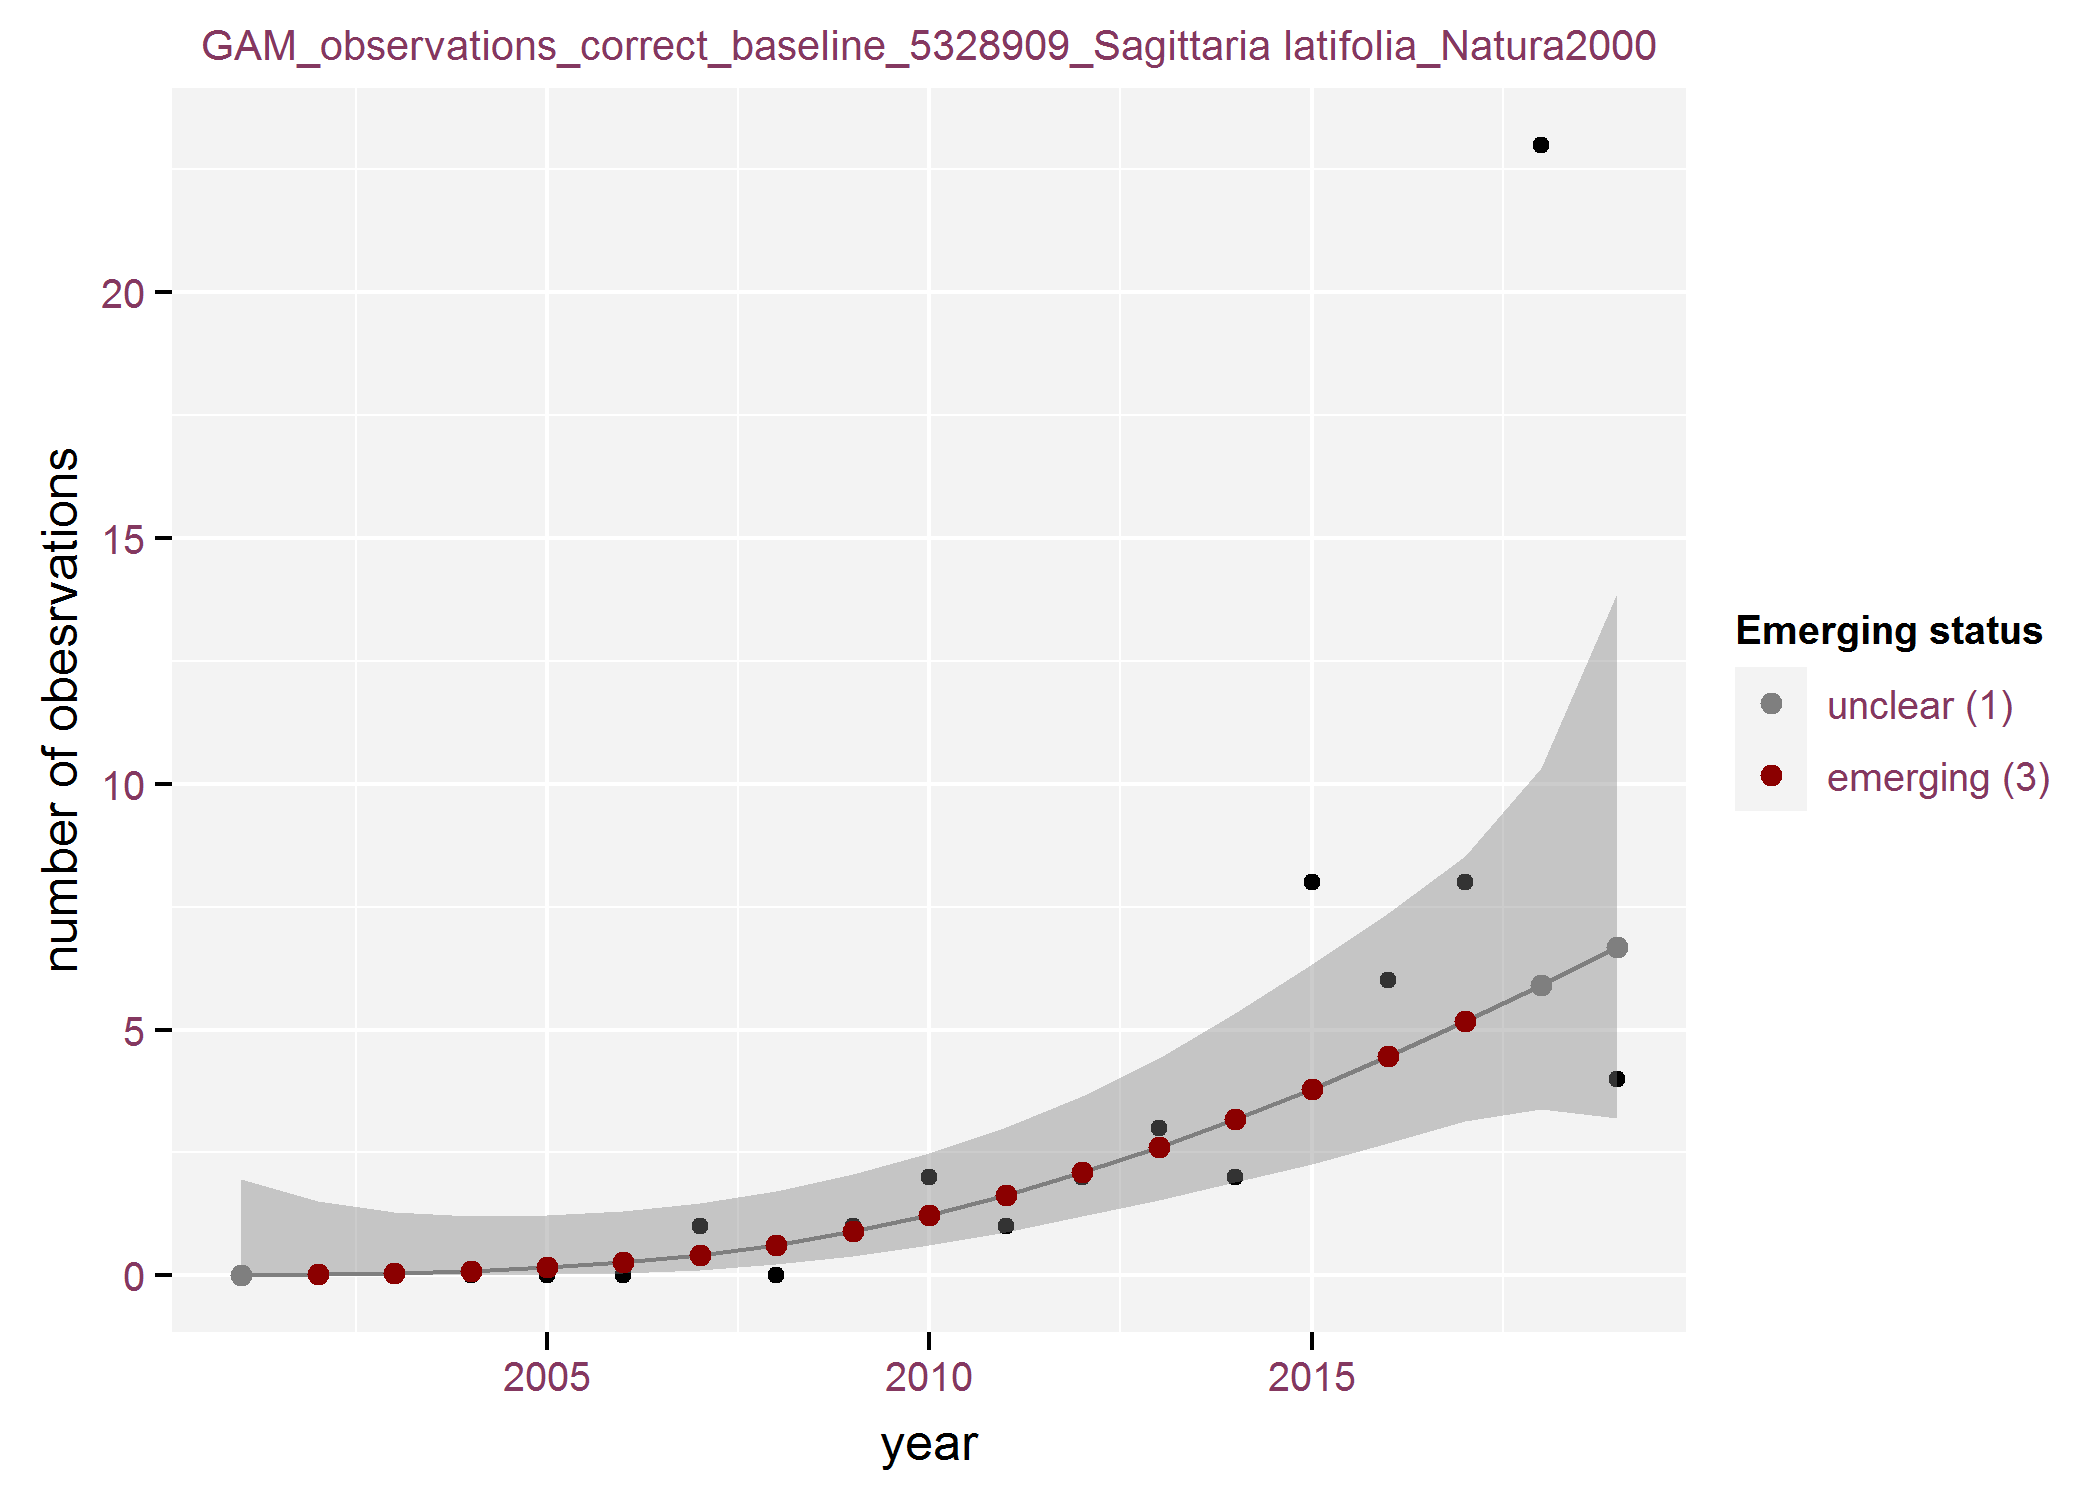 GAM_observations_correct_baseline_5328909_Sagittaria latifolia_Natura2000
number of obesrvations
20
15
10
5
0
2005
2010
2015
year
Emerging status
unclear (1)
emerging (3)